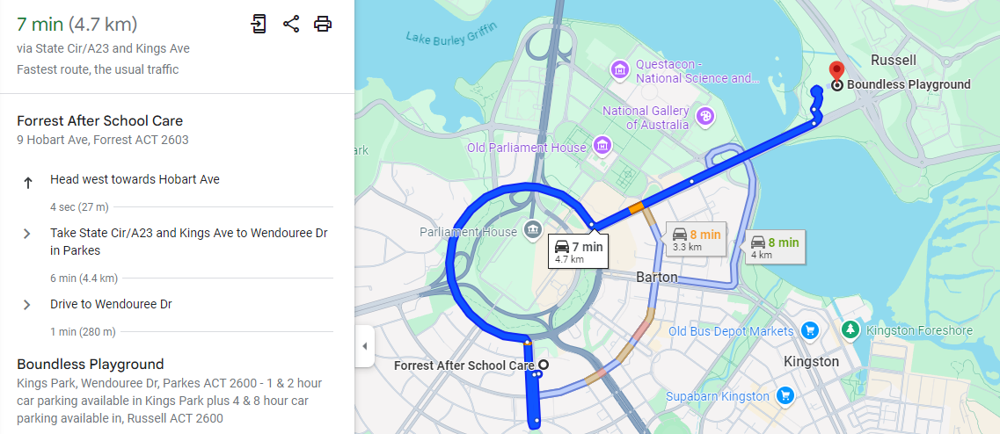 7 min (4.7 km)
via State Cir/A23 and Kings Ave
Fastest route, the usual traffic
Forrest After School Care
9 Hobart Ave, Forrest ACT 2603
Head west towards Hobart Ave
4 sec (27 m)
Take State Cir/A23 and Kings Ave to Wendouree Dr
in Parkes
6 min (4.4 km)
Drive to Wendouree Dr
1 min (280 m)
Boundless Playground
Kings Park, Wendouree Dr, Parkes ACT 2600 - 1 & 2 hour
car parking available in Kings Park plus 4 & 8 hour car
parking available in, Russell ACT 2600
Lake Burley Griffin
Questacon -
National Science and...
Russell
Boundless Playground
National Gallery
of Australia
Old Parliament House
ark
Parliament House
7 min
4.7 km
8 min
3.3 km
8 min
4 km
Barton
Old Bus Depot Markets
Kingston Foreshore
Forrest After School Care
Kingston
Supabarn Kingston